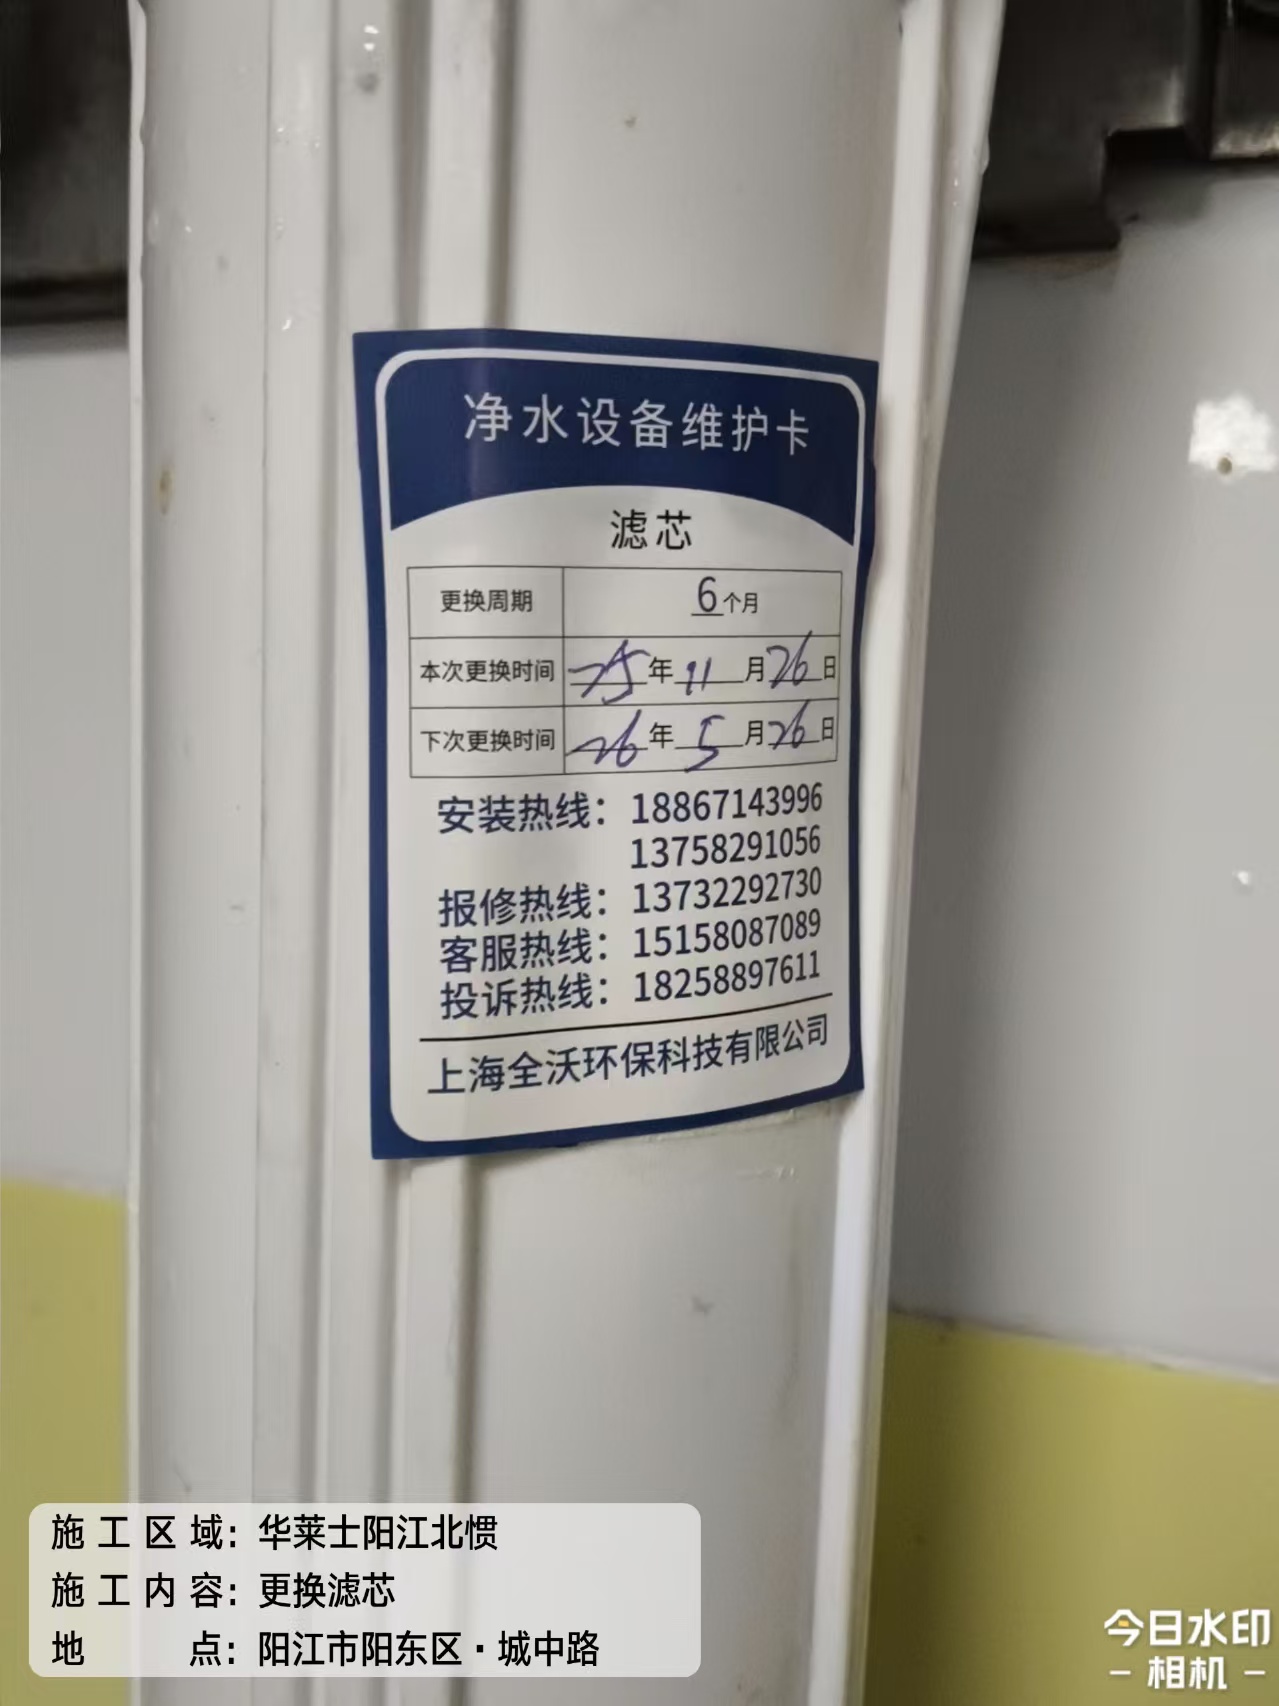 净水设备维护卡
滤芯
更换周期 6个月
本次更换时间 25年11月26日
下次更换时间 26年5月26日
安装热线：18867143996
13758291056
报修热线：13732292730
客服热线：15158087089
投诉热线：18258897611
上海全沃环保科技有限公司
施工区域：华莱士阳江北惯
施工内容：更换滤芯
地点：阳江市阳东区·城中路
今日水印
－相机－